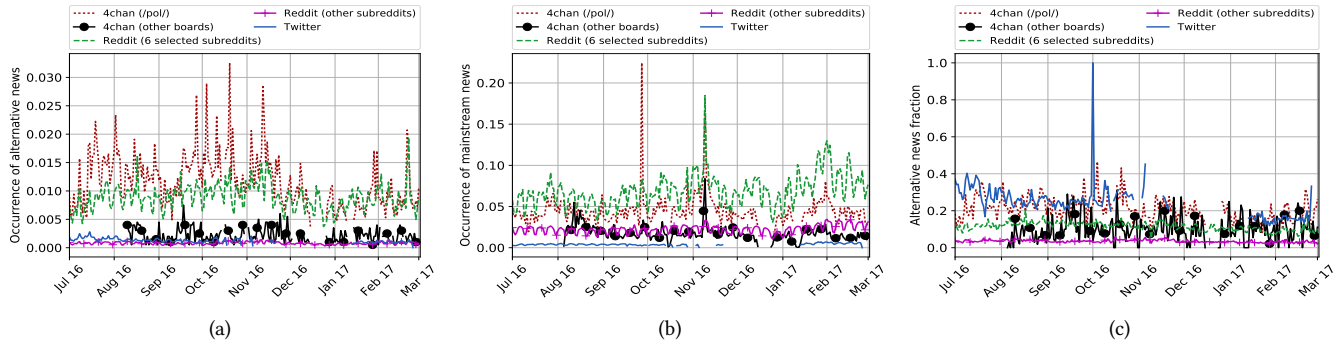 4chan (/pol/)
4chan (other boards)
Reddit (6 selected subreddits)
Reddit (other subreddits)
Twitter
Occurrence of alternative news
0.030
0.025
0.020
0.015
0.010
0.005
0.000
Jul 16
Aug 16
Sep 16
Oct 16
Nov 16
Dec 16
Jan 17
Feb 17
Mar 17
(a)
4chan (/pol/)
4chan (other boards)
Reddit (6 selected subreddits)
Reddit (other subreddits)
Twitter
Occurrence of mainstream news
0.20
0.15
0.10
0.05
0.00
Jul 16
Aug 16
Sep 16
Oct 16
Nov 16
Dec 16
Jan 17
Feb 17
Mar 17
(b)
4chan (/pol/)
4chan (other boards)
Reddit (6 selected subreddits)
Reddit (other subreddits)
Twitter
Alternative news fraction
1.0
0.8
0.6
0.4
0.2
0.0
Jul 16
Aug 16
Sep 16
Oct 16
Nov 16
Dec 16
Jan 17
Feb 17
Mar 17
(c)